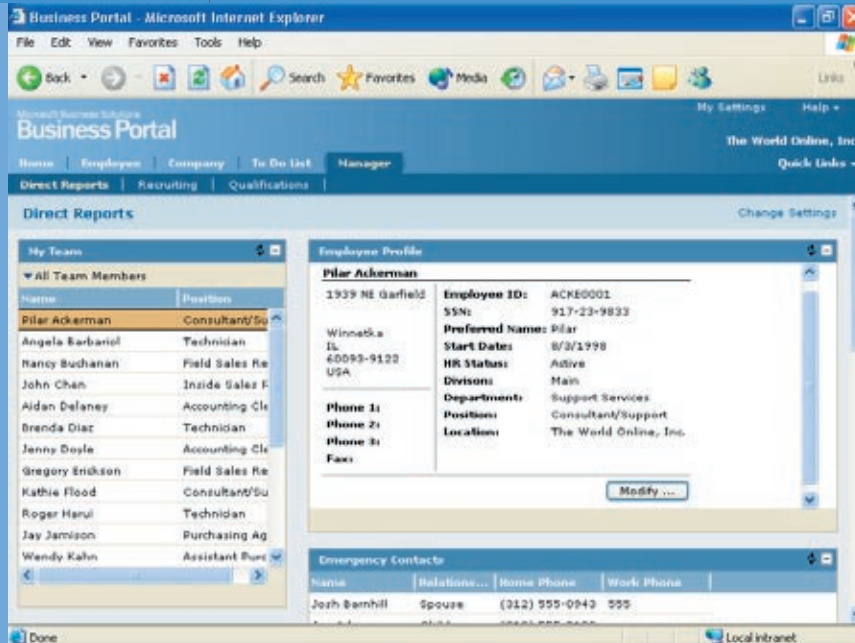 Business Portal - Microsoft Internet Explorer
File Edit View Favorites Tools Help
Back Search Favorites Media Links
Microsoft Business Solutions
Business Portal
My Settings Help
The World Online, Inc
Home Employee Company To Do List Manager
Quick Links
Direct Reports Recruiting Qualifications
Direct Reports
Change Settings
My Team
All Team Members
Name Position
Pilar Ackerman Consultant/Su
Angela Barbariol Technician
Nancy Buchanan Field Sales Re
John Chen Inside Sales
Aidan Delaney Accounting Cle
Brenda Diaz Technician
Jenny Doyle Accounting Cle
Gregory Erickson Field Sales Re
Kathie Flood Consultant/Su
Roger Harui Technician
Jay Jamison Purchasing Ag
Wendy Kahn Assistant Purc
Employee Profile
Pilar Ackerman
1939 NE Garfield
Winnetka
IL
60093-9122
USA
Phone 1:
Phone 2:
Phone 3:
Fax:
Employee ID: ACKE0001
SSN: 917-23-9833
Preferred Name: Pilar
Start Date: 8/3/1998
HR Status: Active
Divison: Main
Department: Support Services
Position: Consultant/Support
Location: The World Online, Inc.
Modify ...
Emergency Contacts
Name Relations... Home Phone Work Phone
Josh Barnhill Spouse (312) 555-0943 555
Done Local intranet